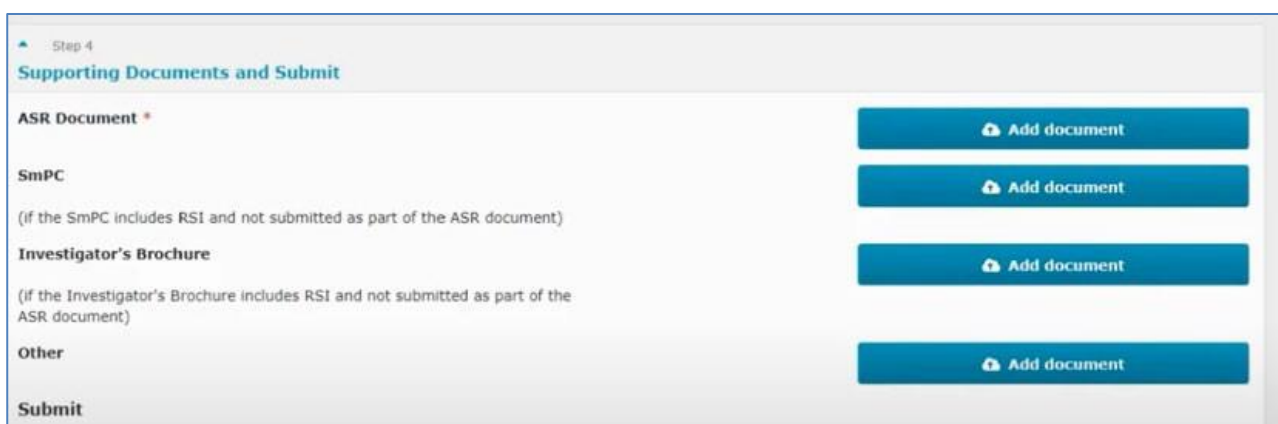 Step 4
Supporting Documents and Submit
ASR Document *
Add document
SmPC
Add document
(if the SmPC includes RSI and not submitted as part of the ASR document)
Investigator's Brochure
Add document
(if the Investigator's Brochure includes RSI and not submitted as part of the
ASR document)
Other
Add document
Submit